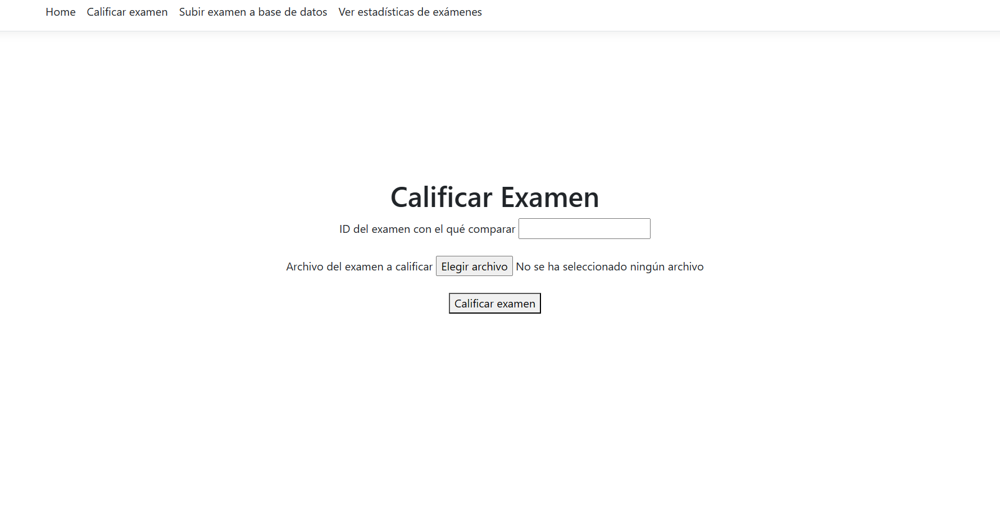 Home Calificar examen Subir examen a base de datos Ver estadísticas de exámenes
Calificar Examen
ID del examen con el qué comparar
Archivo del examen a calificar Elegir archivo No se ha seleccionado ningún archivo
Calificar examen